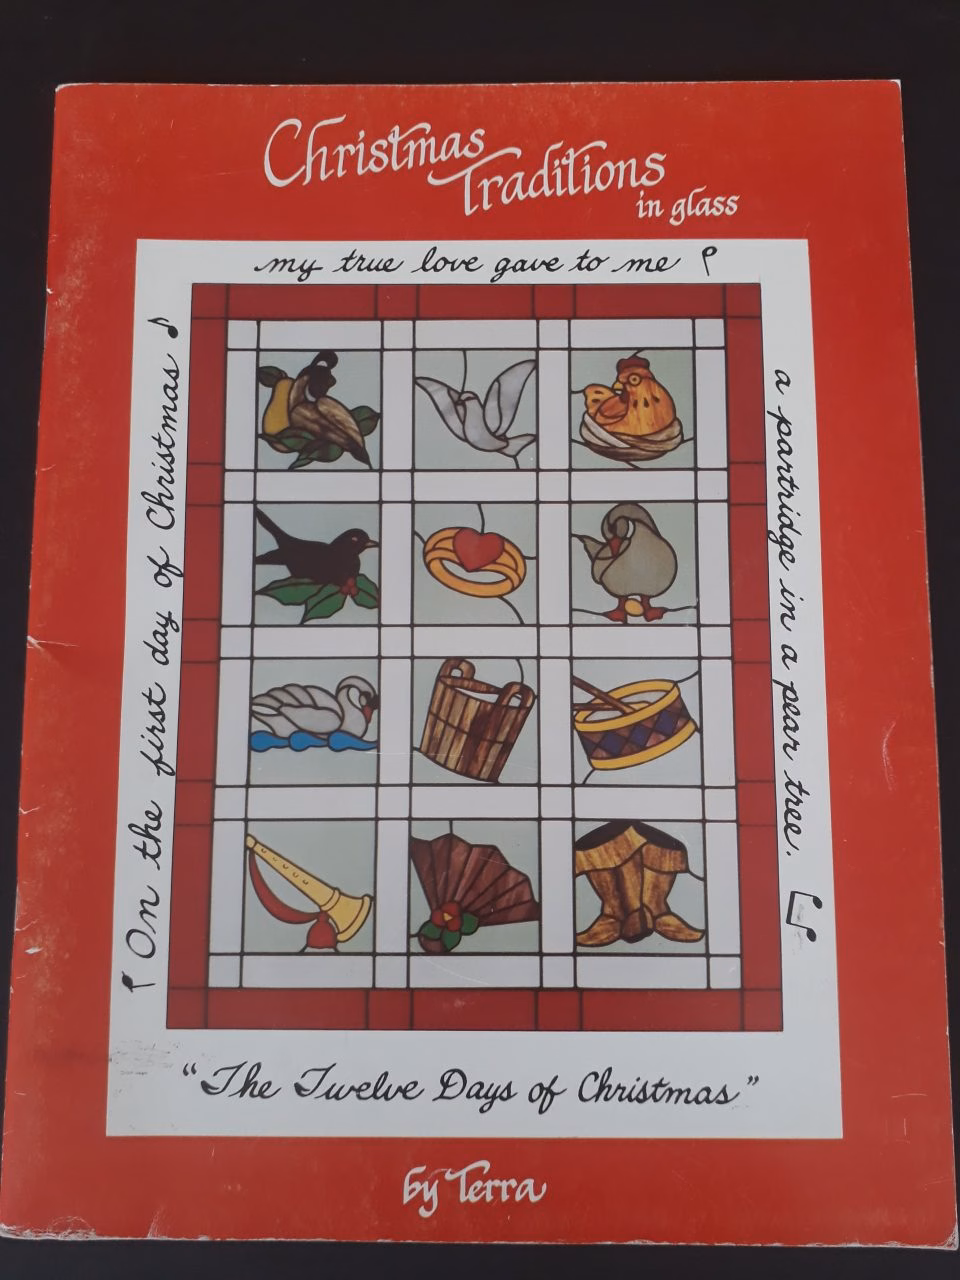 Christmas
Traditions
in glass
On the first day of Christmas
my true love gave to me
a partridge in a pear tree.
"The Twelve Days of Christmas"
by Terra